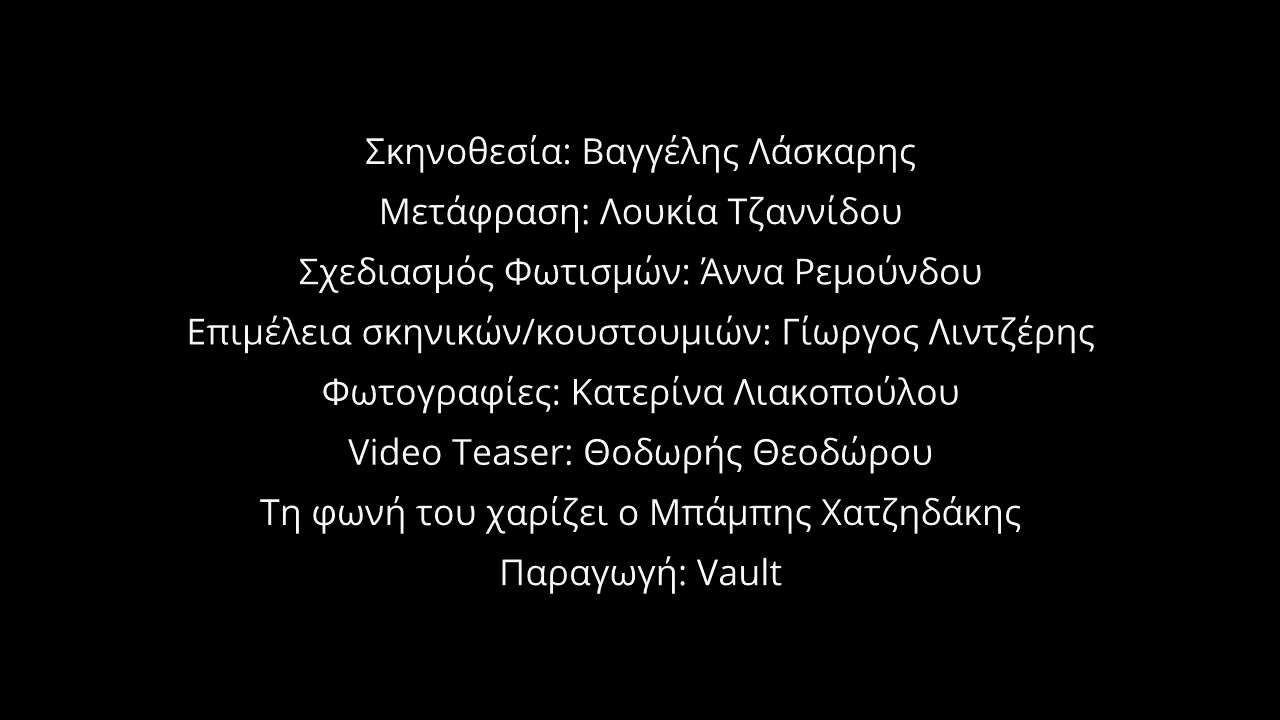 Σκηνοθεσία: Βαγγέλης Λάσκαρης
Μετάφραση: Λουκία Τζαννίδου
Σχεδιασμός Φωτισμών: Άννα Ρεμούνδου
Επιμέλεια σκηνικών/κουστουμιών: Γίωργος Λιντζέρης
Φωτογραφίες: Κατερίνα Λιακοπούλου
Video Teaser: Θοδωρής Θεοδώρου
Τη φωνή του χαρίζει ο Μπάμπης Χατζηδάκης
Παραγωγή: Vault